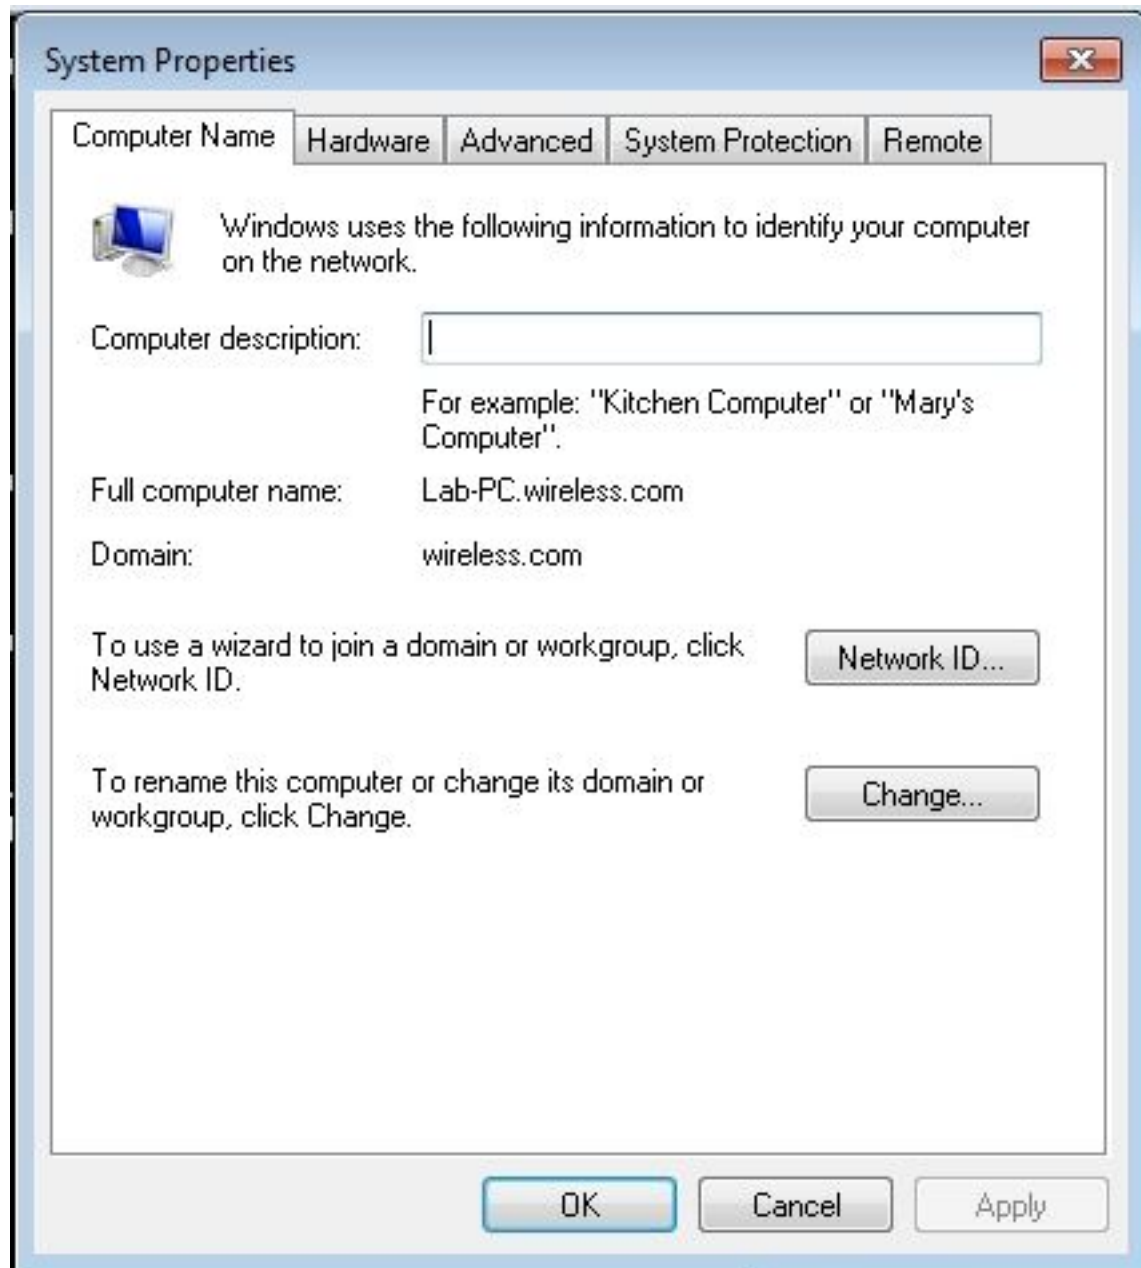 System Properties
Computer Name
Hardware
Advanced
System Protection
Remote
Windows uses the following information to identify your computer
on the network.
Computer description:
For example: "Kitchen Computer" or "Mary's
Computer".
Full computer name:
Lab-PC.wireless.com
Domain:
wireless.com
To use a wizard to join a domain or workgroup, click
Network ID.
Network ID...
To rename this computer or change its domain or
workgroup, click Change.
Change...
OK
Cancel
Apply